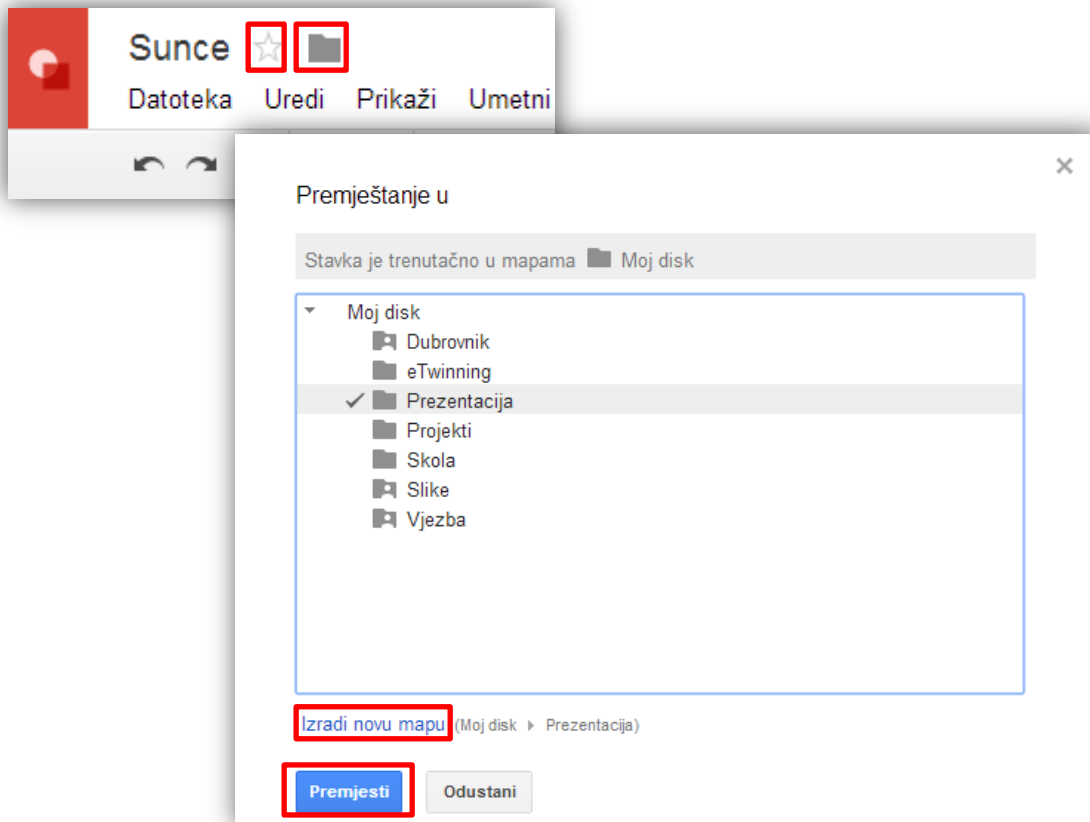 Sunce
Datoteka Uredi Prikaži Umetni
Premještanje u
Stavka je trenutačno u mapama Moj disk
Moj disk
Dubrovnik
eTwinning
Prezentacija
Projekti
Skola
Slike
Vjezba
Izradi novu mapu (Moj disk Prezentacija)
Premjesti Odustani